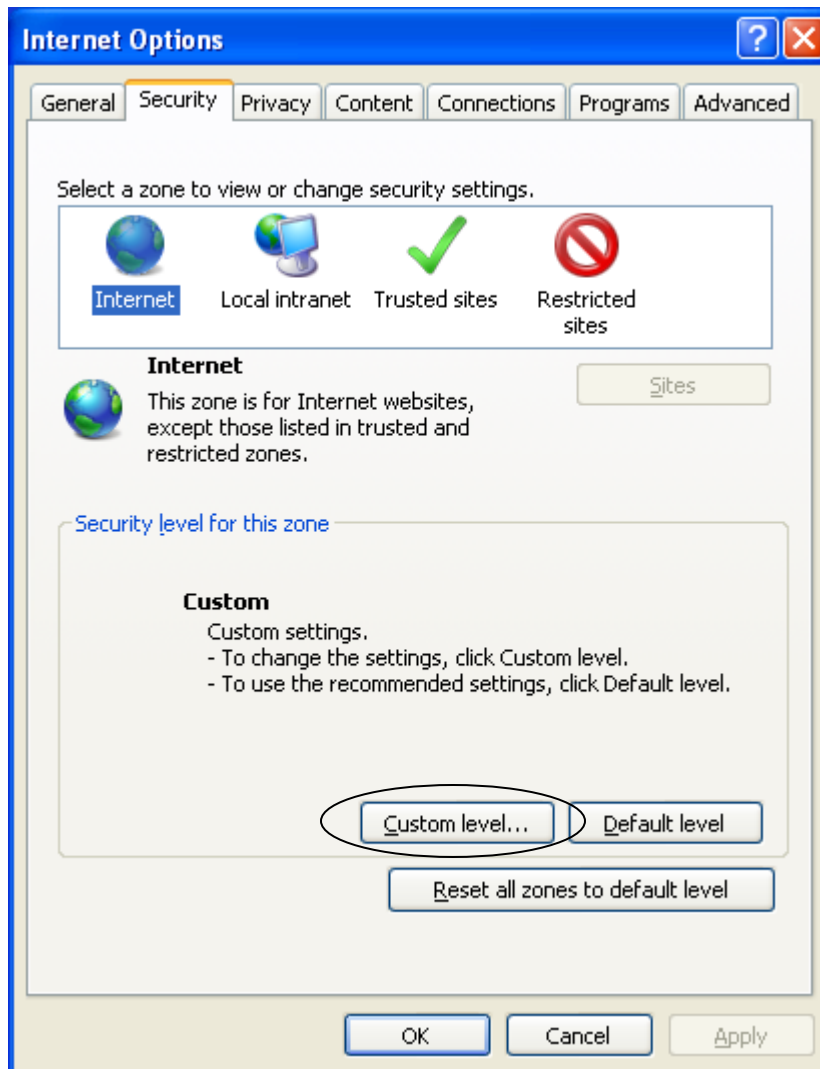 Internet Options
General Security Privacy Content Connections Programs Advanced
Select a zone to view or change security settings.
Internet Local intranet Trusted sites Restricted sites
Internet
Sites
This zone is for Internet websites,
except those listed in trusted and
restricted zones.
Security level for this zone
Custom
Custom settings.
- To change the settings, click Custom level.
- To use the recommended settings, click Default level.
Custom level... Default level
Reset all zones to default level
OK Cancel Apply